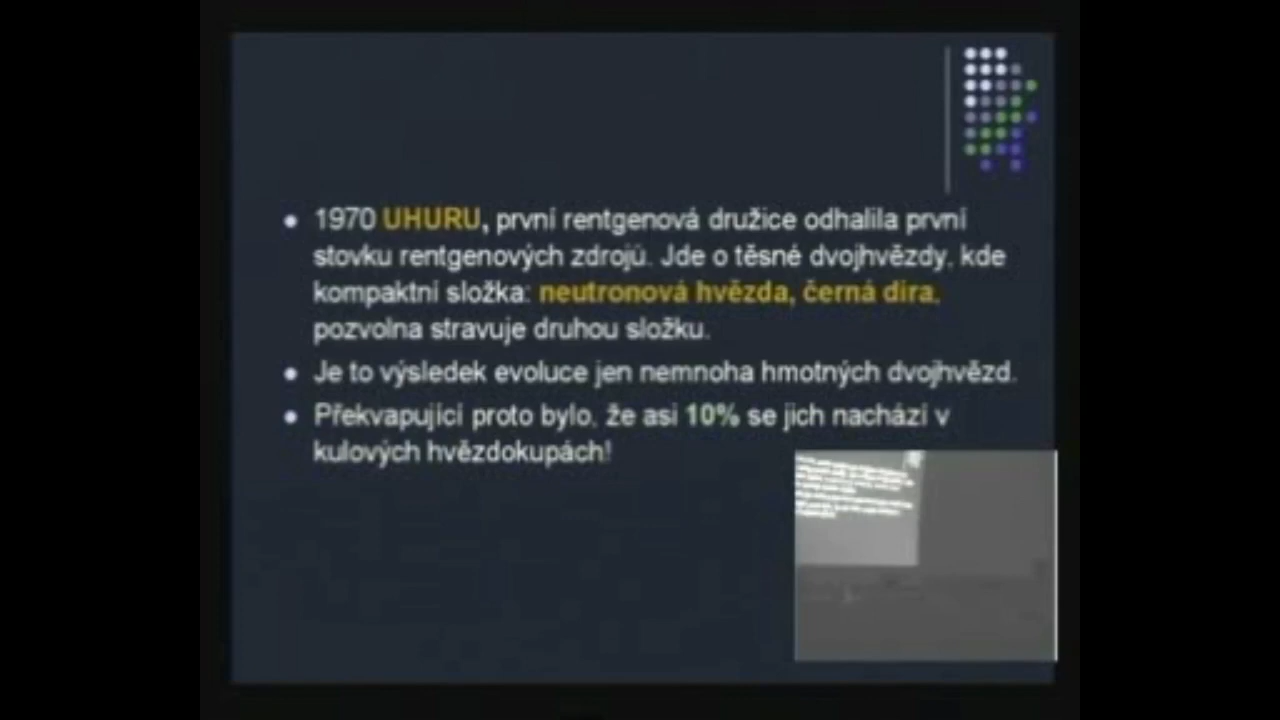 1970 UHURU, první rentgenová družice odhalila první
stovku rentgenových zdrojů. Jde o těsné dvojhvězdy, kde
kompaktní složka: neutronová hvězda, černá díra,
pozvolna stravuje druhou složku.
Je to výsledek evoluce jen nemnoha hmotných dvojhvězd.
Překvapující proto bylo, že asi 10% se jich nachází v
kulových hvězdokupách!